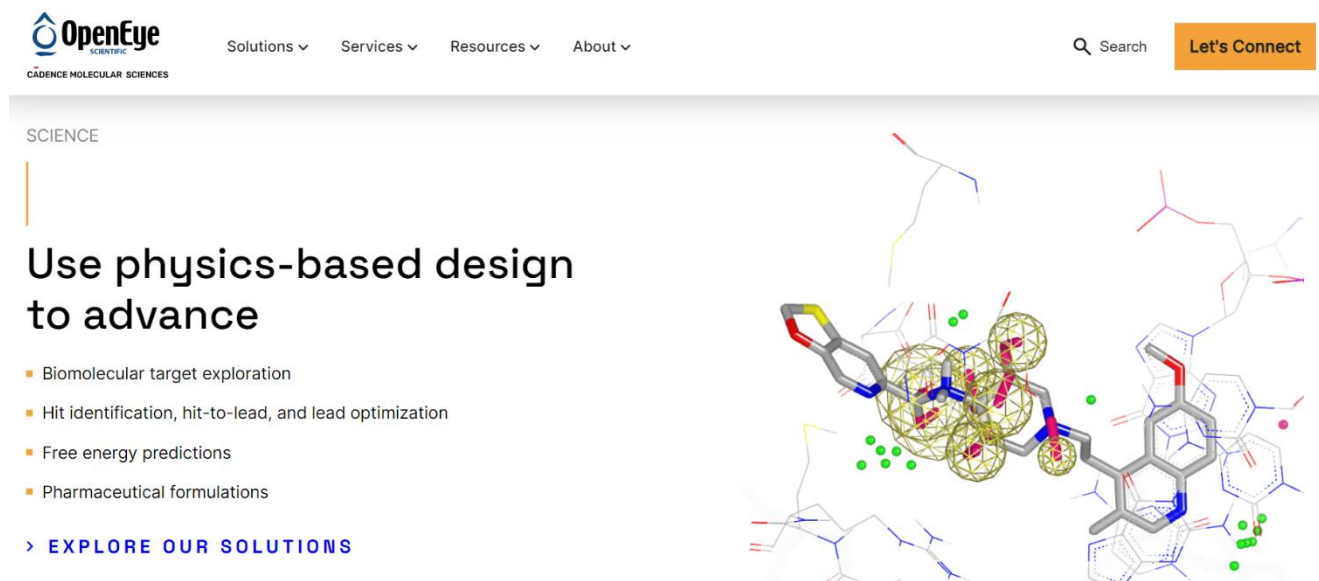 OpenEye
SCIENTIFIC
CADENCE MOLECULAR SCIENCES
Solutions
Services
Resources
About
Search
Let's Connect
SCIENCE
Use physics-based design
to advance
Biomolecular target exploration
Hit identification, hit-to-lead, and lead optimization
Free energy predictions
Pharmaceutical formulations
> EXPLORE OUR SOLUTIONS